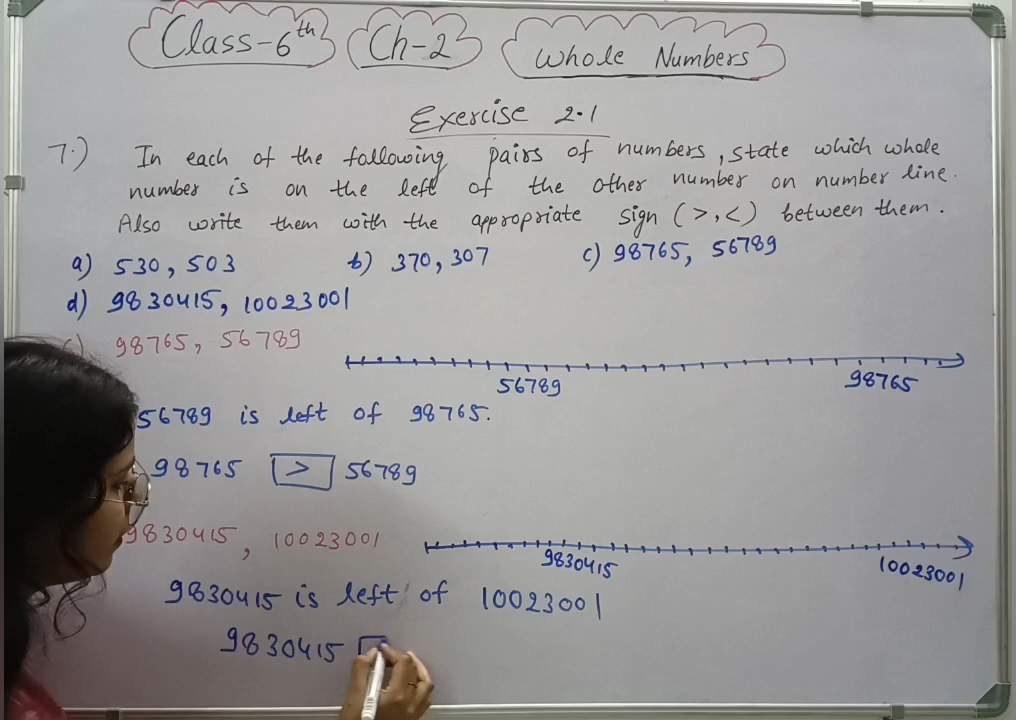 Class-6th Ch-2 Whole Numbers
Exercise 2.1
7.) In each of the following pairs of numbers, state which whole
number is on the left of the other number on number line.
Also write them with the appropriate sign (>,<) between them.
a) 530, 503 b) 370, 307 c) 98765, 56789
d) 9830415, 10023001
98765, 56789
56789 98765
56789 is left of 98765.
98765 > 56789
9830415, 10023001
9830415 10023001
9830415 is left of 10023001
9830415